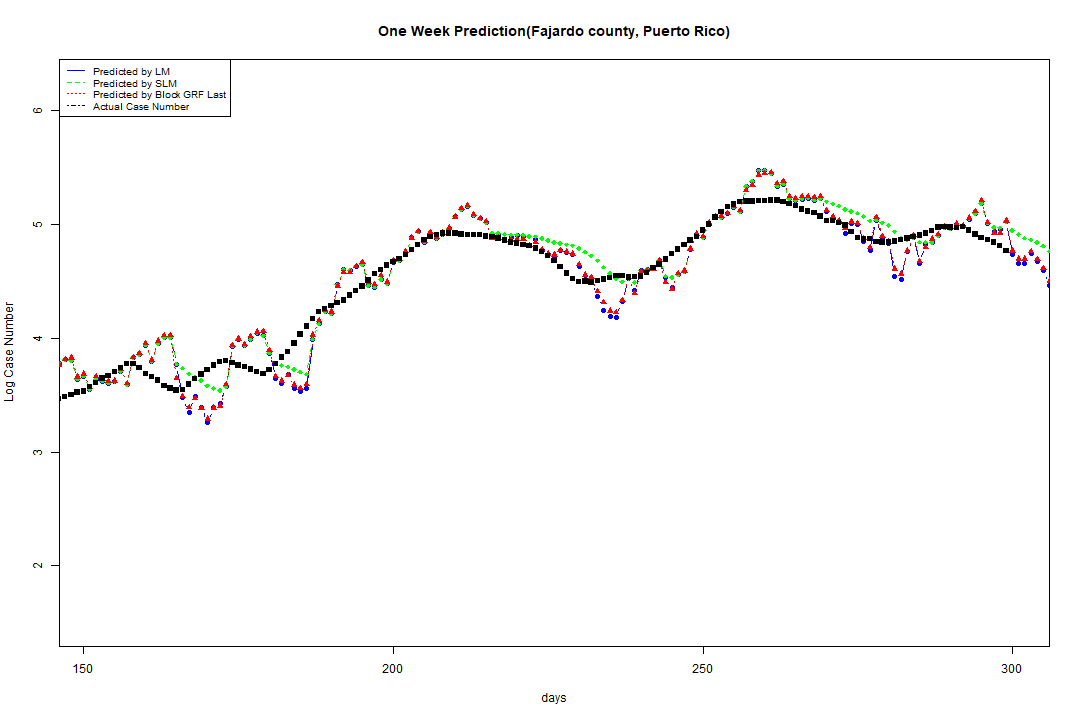 One Week Prediction(Fajardo county, Puerto Rico)
Predicted by LM
Predicted by SLM
Predicted by Block GRF Last
Actual Case Number
Log Case Number
6
5
4
3
2
150 200 250 300
days